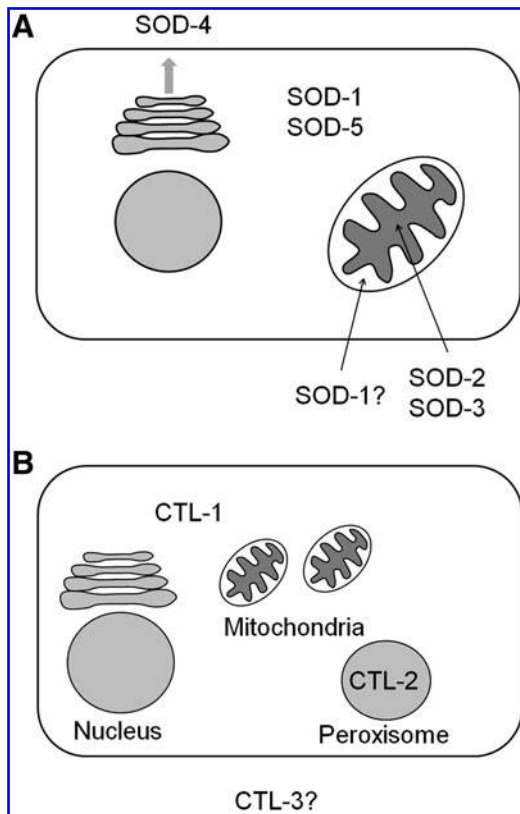 A
SOD-4
SOD-1
SOD-5
SOD-1?
SOD-2
SOD-3
B
CTL-1
Mitochondria
CTL-2
Nucleus
Peroxisome
CTL-3?